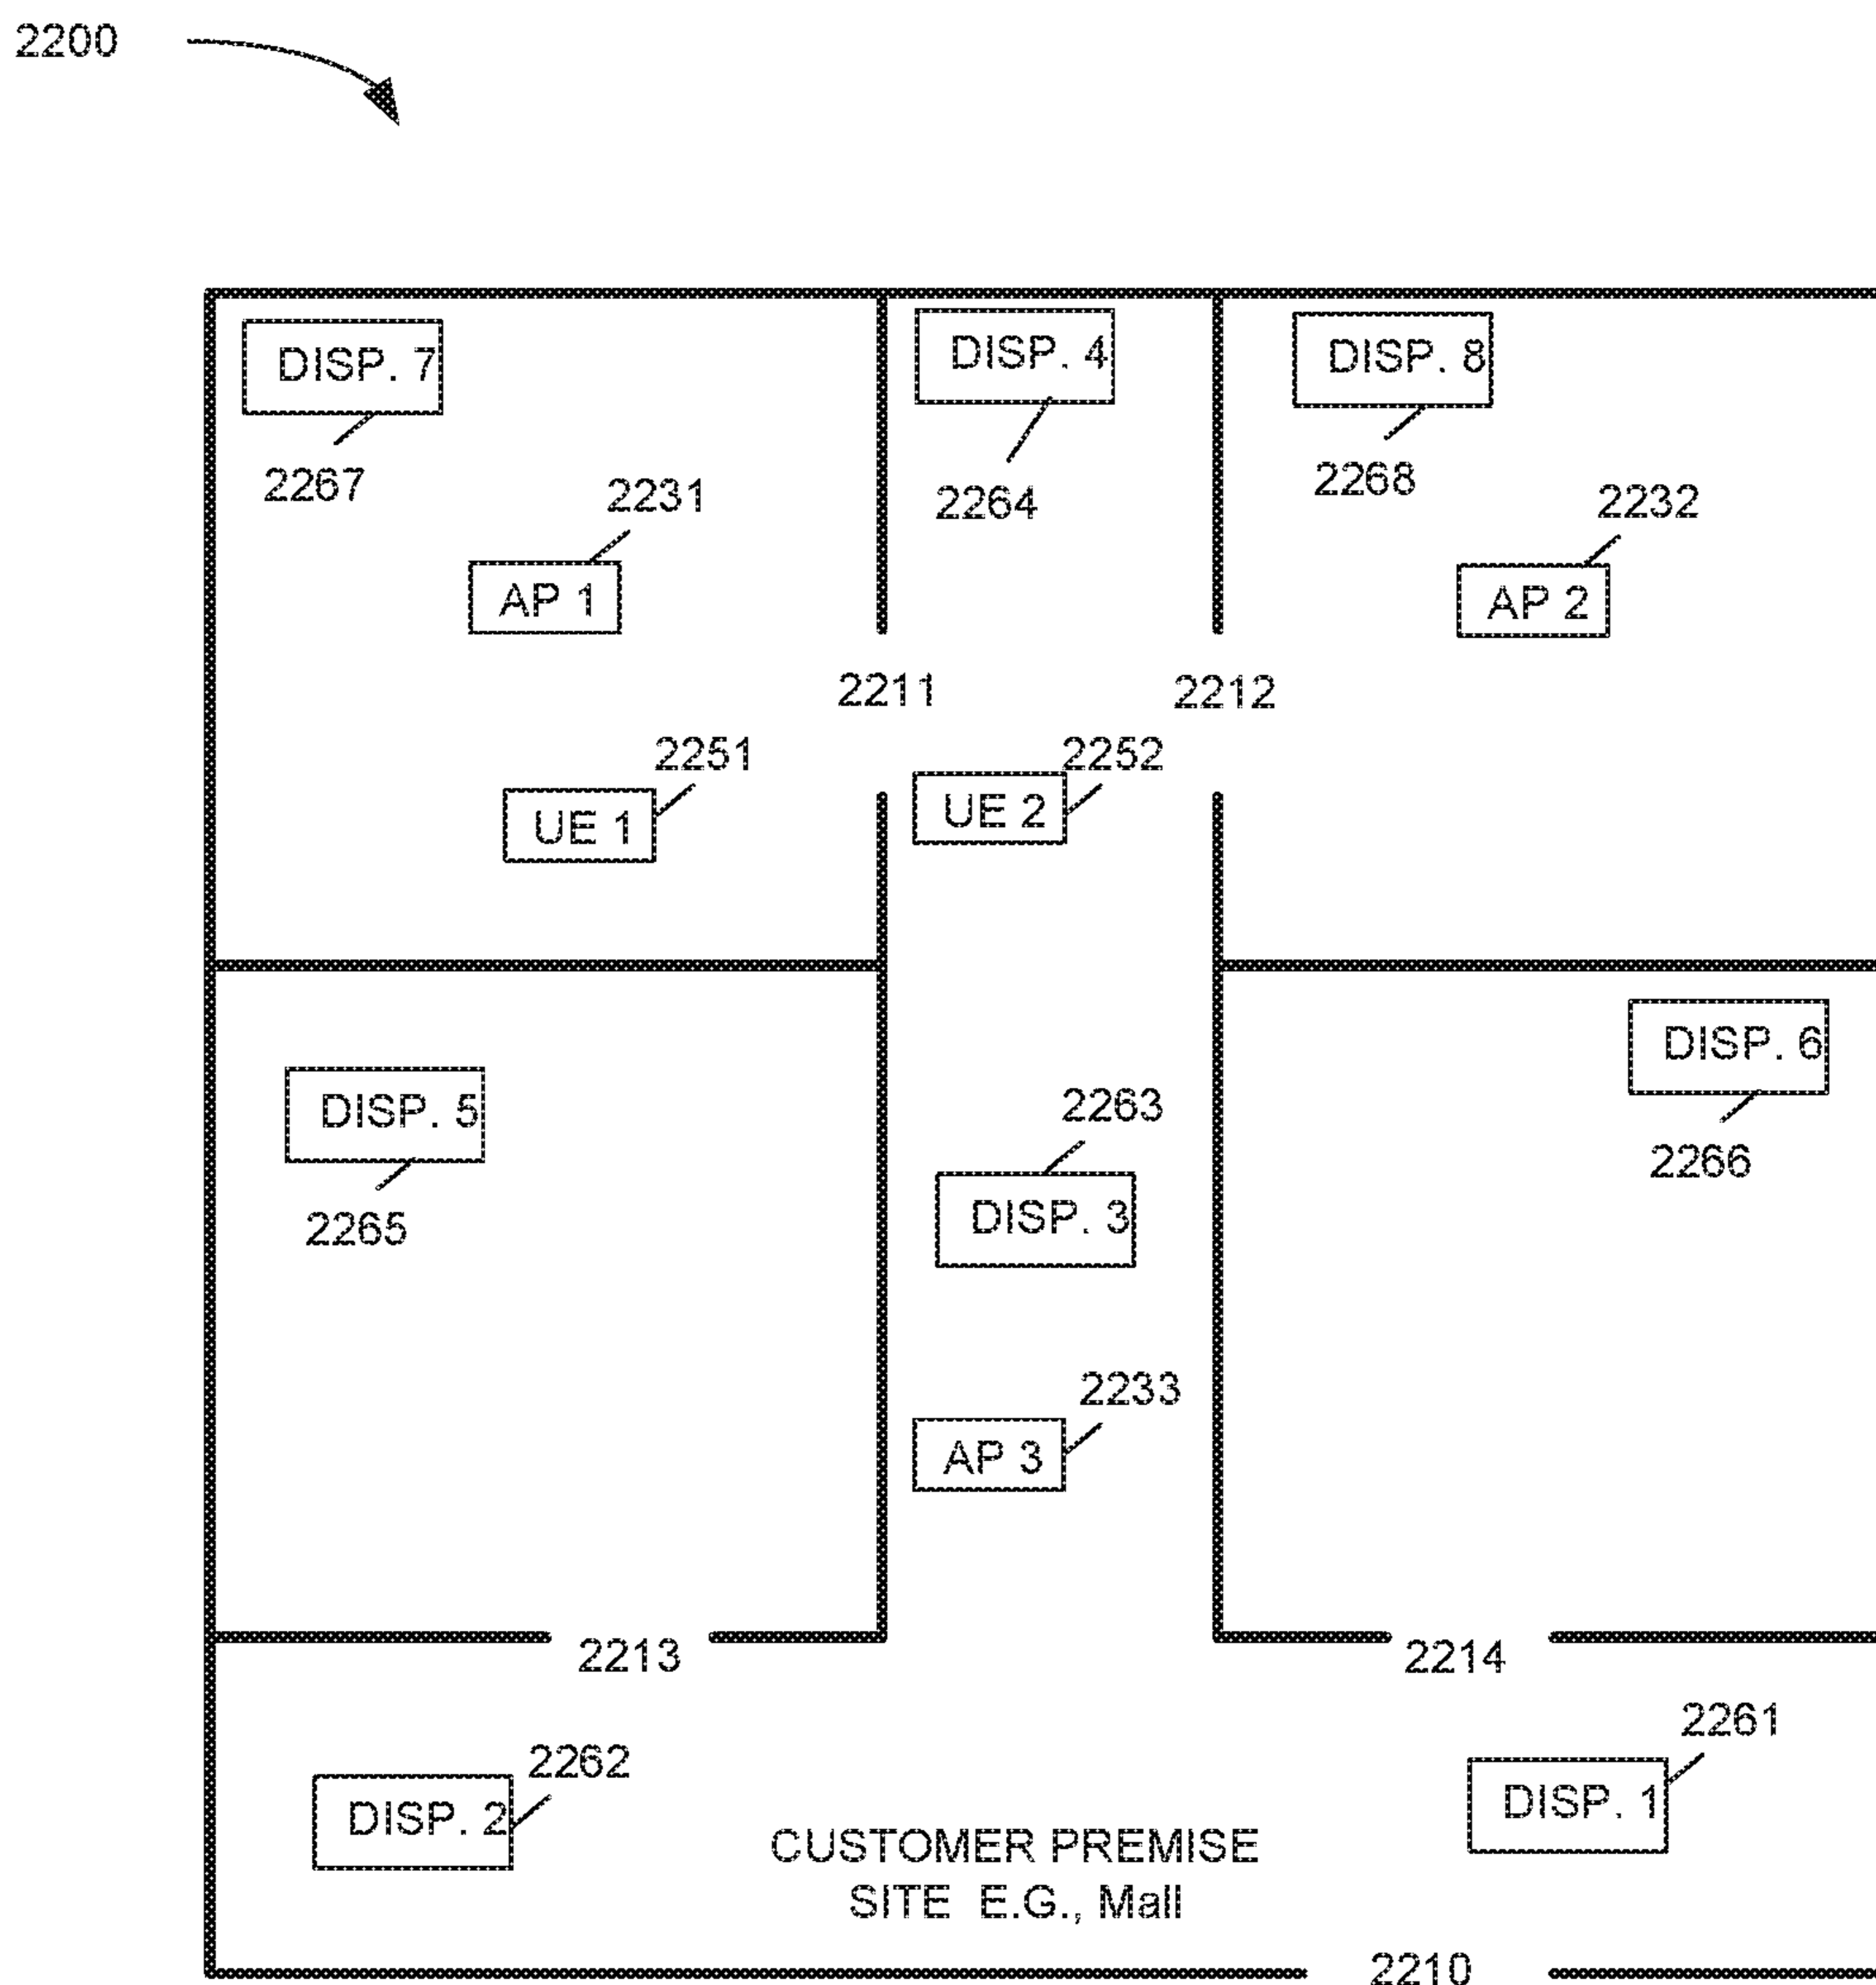 2200
DISP. 7
DISP. 4
DISP. 8
2267
2264
2268
2231
2232
AP 1
AP 2
2211
2212
2251
2252
UE 1
UE 2
DISP. 5
2265
DISP. 6
2266
2263
DISP. 3
2233
AP 3
2213
2214
2262
DISP. 2
2261
DISP. 1
CUSTOMER PREMISE
SITE E.G., Mall
2210